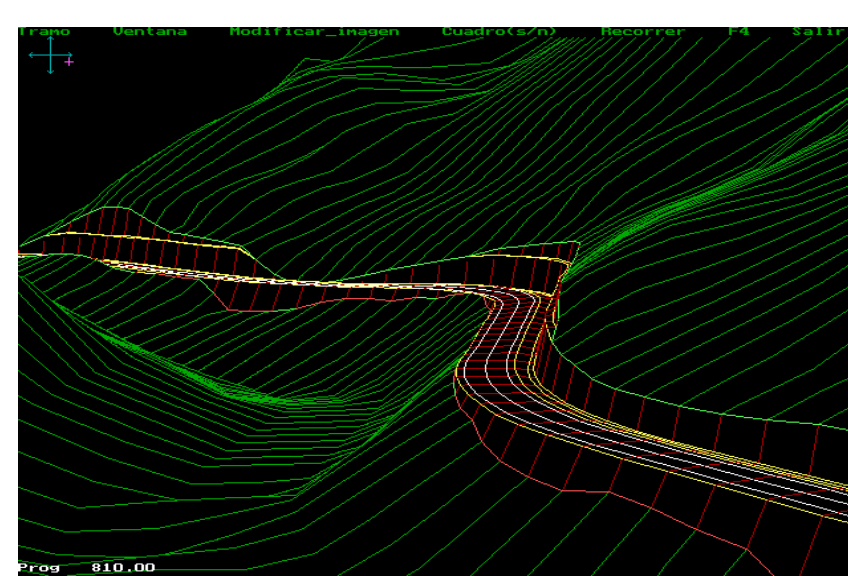 Tramo Ventana Modificar_imagen Cuadro(s/n) Recorrer F4 Salir
Prog 810.00